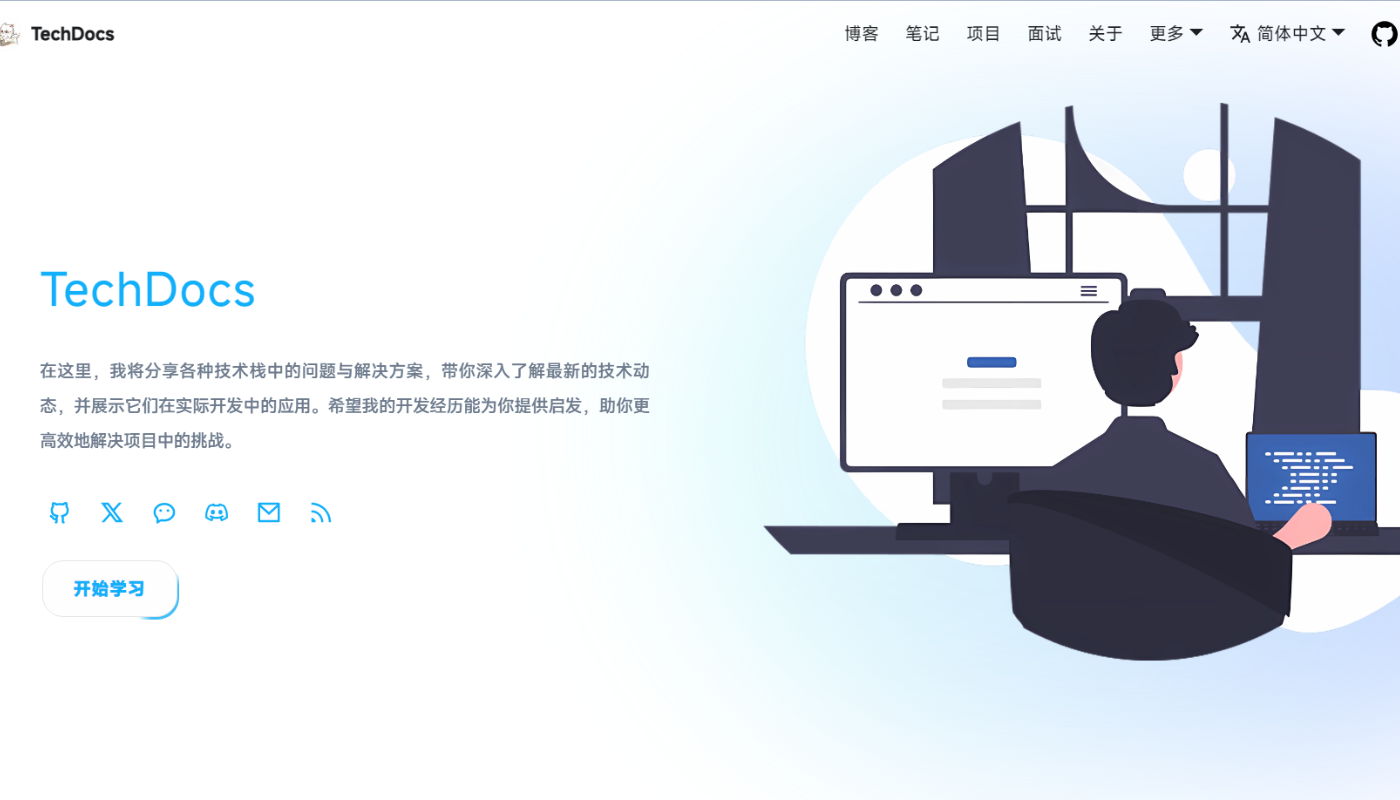 TechDocs
博客 笔记 项目 面试 关于 更多 简体中文
TechDocs
在这里，我将分享各种技术栈中的问题与解决方案，带你深入了解最新的技术动
态，并展示它们在实际开发中的应用。希望我的开发经历能为你提供启发，助你更
高效地解决项目中的挑战。
开始学习